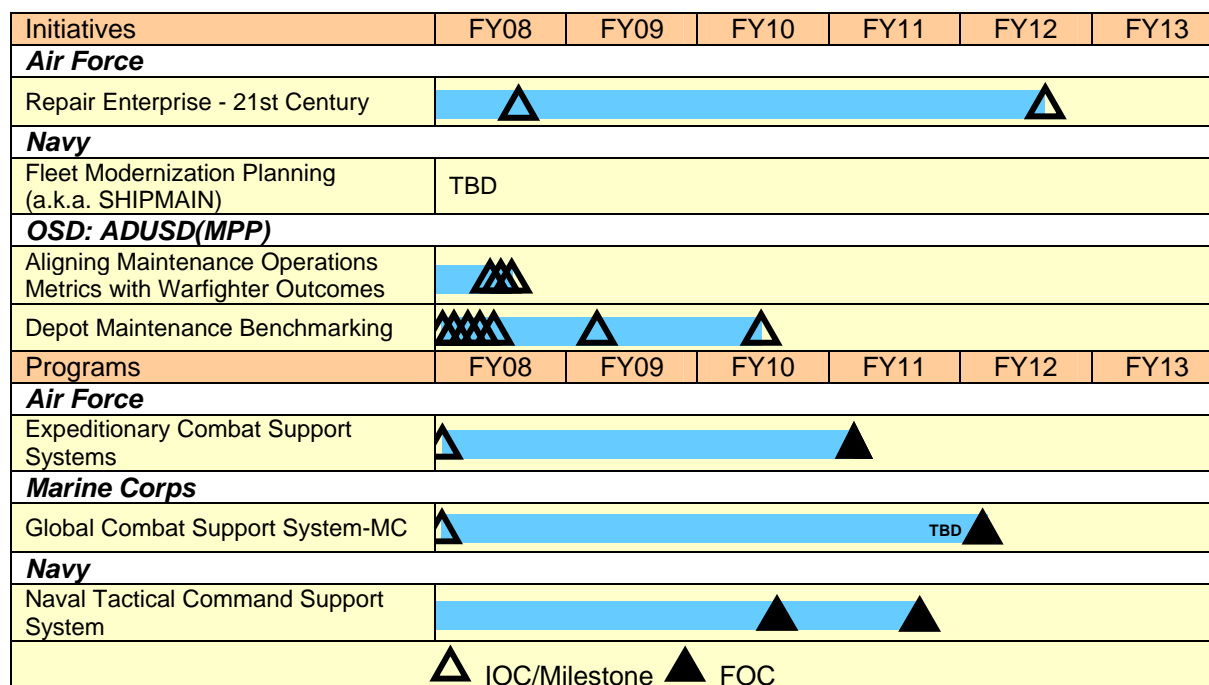 Initiatives FY08 FY09 FY10 FY11 FY12 FY13
Air Force
Repair Enterprise - 21st Century
Navy
Fleet Modernization Planning
(a.k.a. SHIPMAIN)
TBD
OSD: ADUSD(MPP)
Aligning Maintenance Operations
Metrics with Warfighter Outcomes
Depot Maintenance Benchmarking
Programs FY08 FY09 FY10 FY11 FY12 FY13
Air Force
Expeditionary Combat Support
Systems
Marine Corps
Global Combat Support System-MC TBD
Navy
Naval Tactical Command Support
System
IOC/Milestone FOC